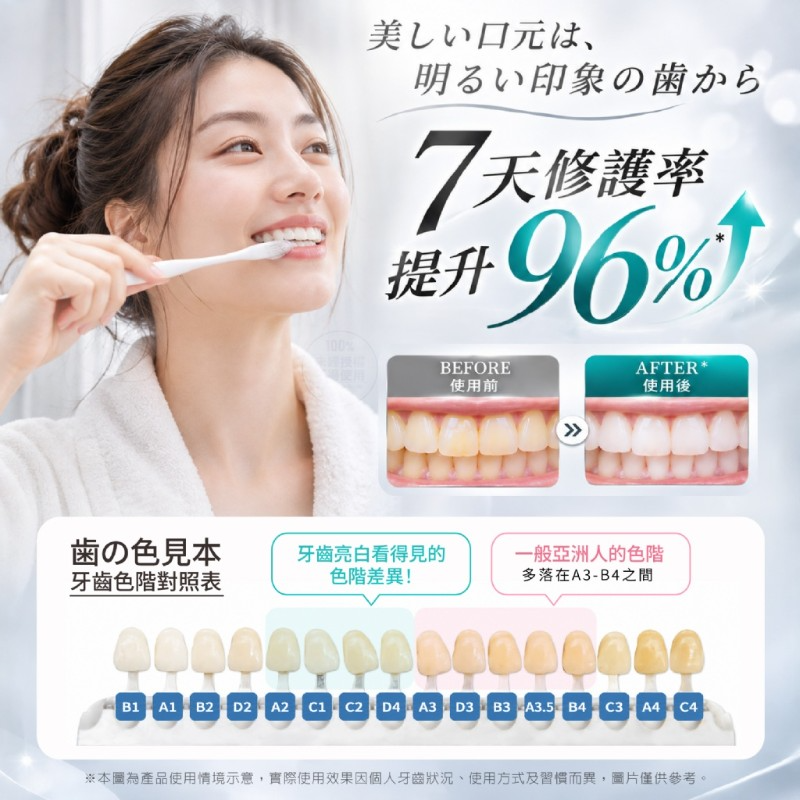 美しい口元は、
明るい印象の歯から
7天修護率
提升96%*
BEFORE
使用前
AFTER*
使用後
歯の色見本
牙齒色階對照表
牙齒亮白看得見的
色階差異!
一般亞洲人的色階
多落在A3-B4之間
B1 A1 B2 D2 A2 C1 C2 D4 A3 D3 B3 A3.5 B4 C3 A4 C4
※本圖為產品使用情境示意，實際使用效果因個人牙齒狀況、使用方式及習慣而異，圖片僅供參考。
100%